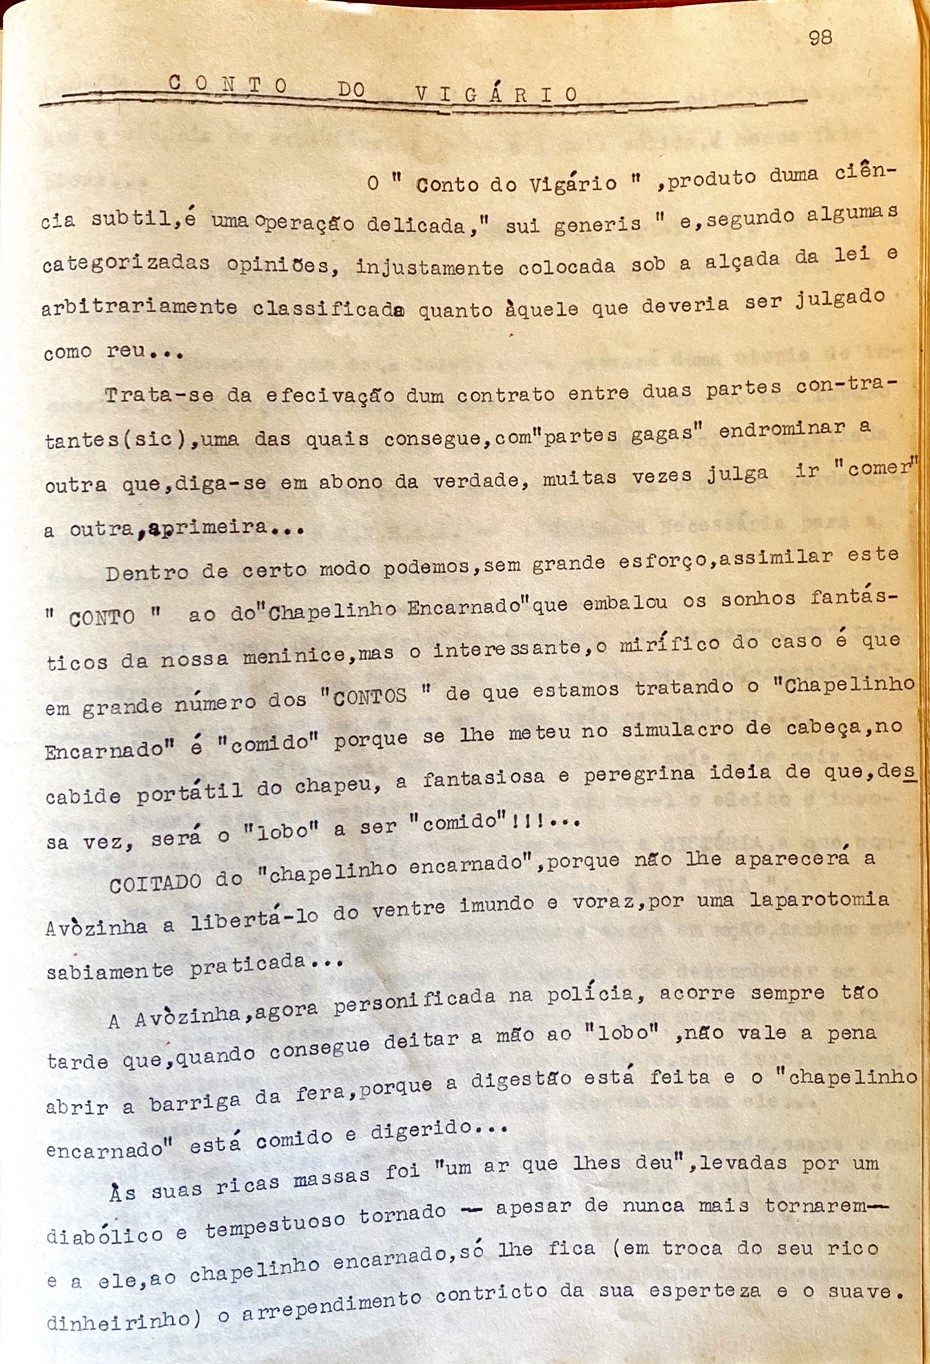 98
CONTO DO VIGÁRIO
O " Conto do Vigário " ,produto duma ciên-
cia subtil,é uma operação delicada," sui generis " e,segundo algumas
categorizadas opiniões, injustamente colocada sob a alçada da lei e
arbitrariamente classificada quanto àquele que deveria ser julgado
como reu...
Trata-se da efecivação dum contrato entre duas partes con-tra-
tantes(sic),uma das quais consegue,com"partes gagas" endrominar a
outra que,diga-se em abono da verdade, muitas vezes julga ir "comer"
a outra,aprimeira...
Dentro de certo modo podemos,sem grande esforço,assimilar este
" CONTO " ao do"Chapelinho Encarnado"que embalou os sonhos fantás-
ticos da nossa meninice,mas o interessante,o mirífico do caso é que
em grande número dos "CONTOS " de que estamos tratando o "Chapelinho
Encarnado" é "comido" porque se lhe meteu no simulacro de cabeça,no
cabide portátil do chapeu, a fantasiosa e peregrina ideia de que,des
sa vez, será o "lobo" a ser "comido"!!!...
COITADO do "chapelinho encarnado",porque não lhe aparecerá a
Avòzinha a libertá-lo do ventre imundo e voraz,por uma laparotomia
sabiamente praticada...
A Avòzinha,agora personificada na polícia, acorre sempre tão
tarde que,quando consegue deitar a mão ao "lobo" ,não vale a pena
abrir a barriga da fera,porque a digestão está feita e o "chapelinho
encarnado" está comido e digerido...
Às suas ricas massas foi "um ar que lhes deu",levadas por um
diabólico e tempestuoso tornado — apesar de nunca mais tornarem—
e a ele,ao chapelinho encarnado,só lhe fica (em troca do seu rico
dinheirinho) o arrependimento contricto da sua esperteza e o suave.